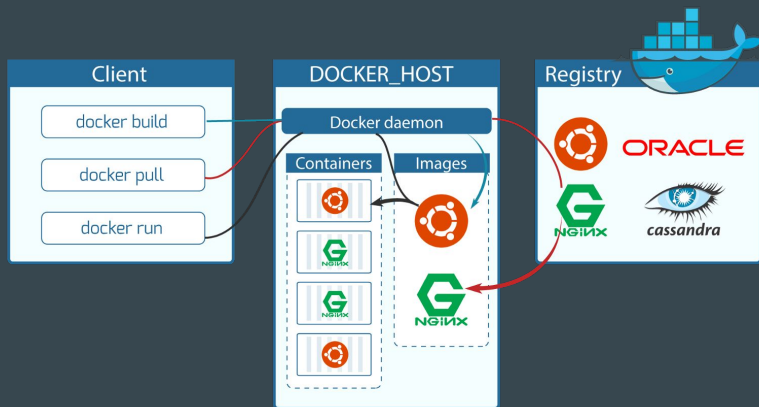 Client
docker build
docker pull
docker run
DOCKER_HOST
Docker daemon
Containers
NGiNX
NGiNX
Images
NGiNX
Registry
ORACLE
NGiNX
cassandra